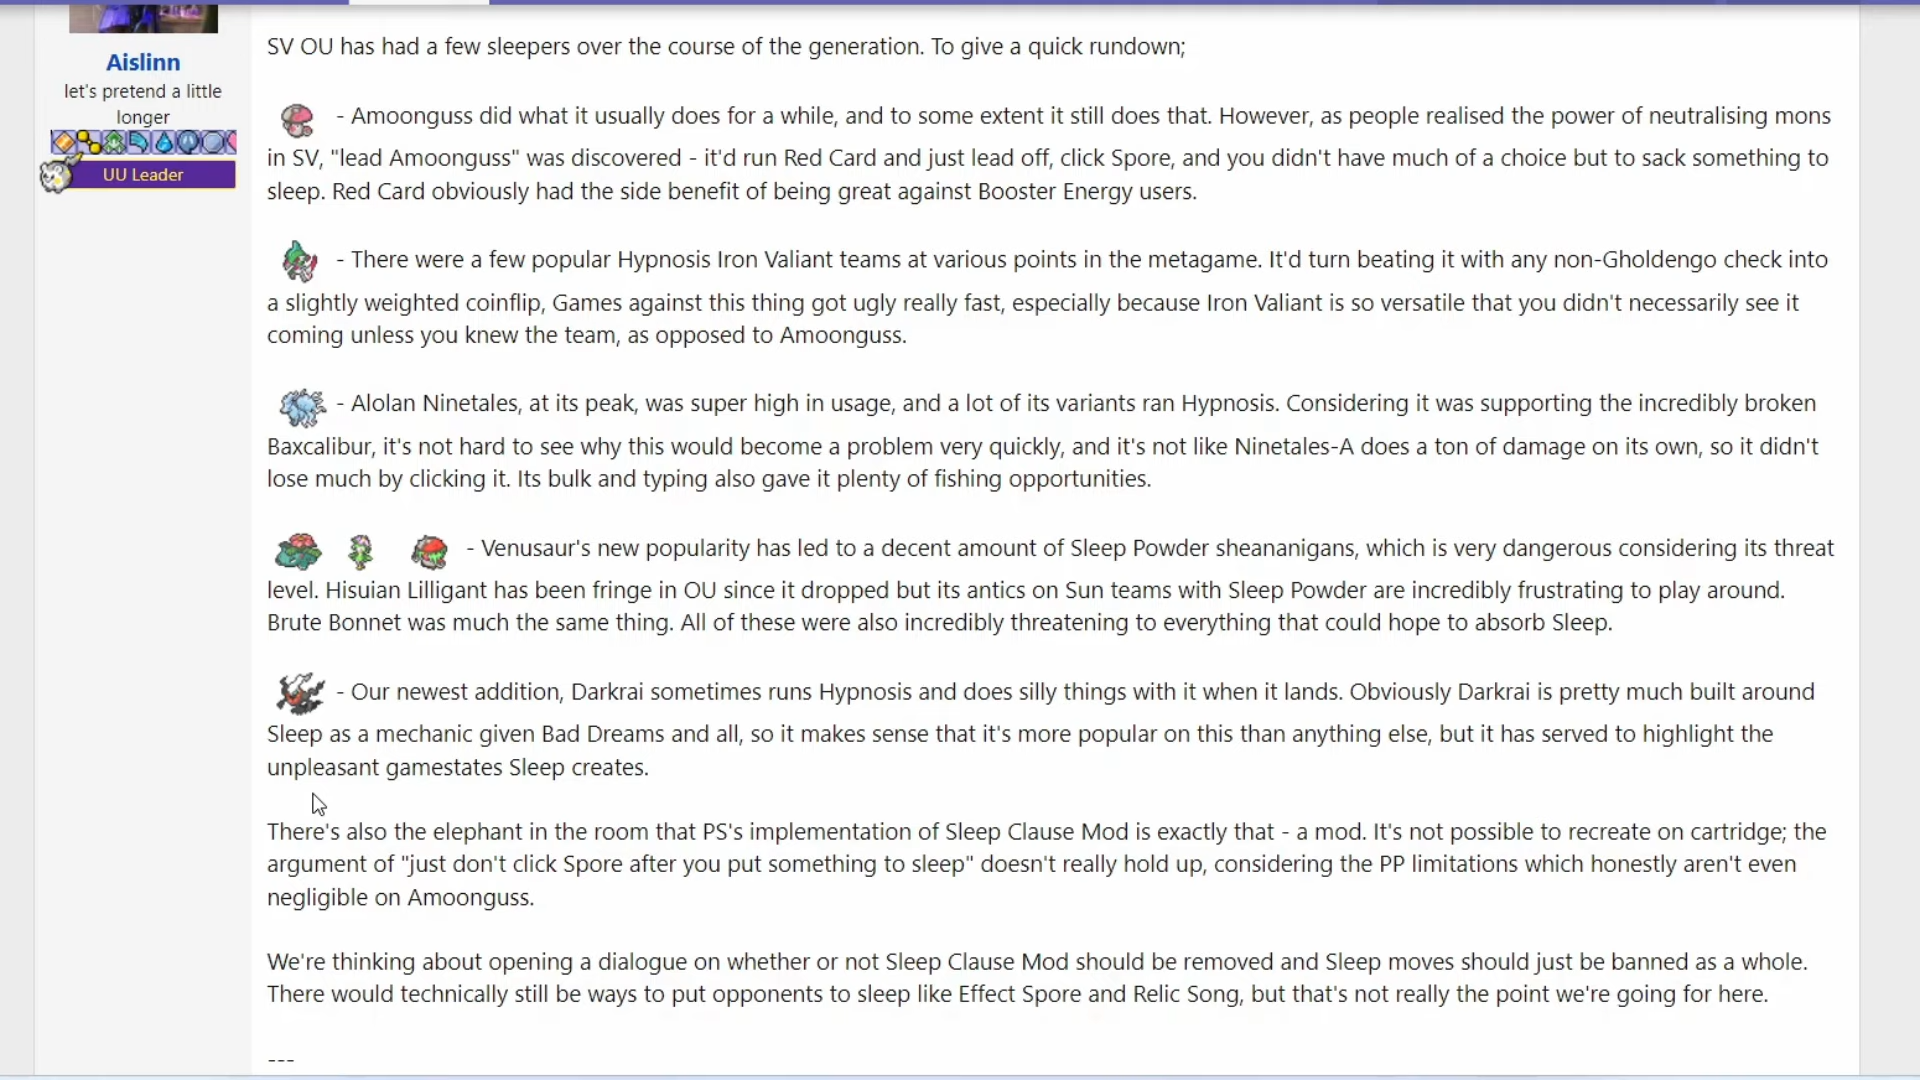 Aislinn
let's pretend a little
longer
UU Leader
SV OU has had a few sleepers over the course of the generation. To give a quick rundown;
- Amoonguss did what it usually does for a while, and to some extent it still does that. However, as people realised the power of neutralising mons
in SV, "lead Amoonguss" was discovered - it'd run Red Card and just lead off, click Spore, and you didn't have much of a choice but to sack something to
sleep. Red Card obviously had the side benefit of being great against Booster Energy users.
- There were a few popular Hypnosis Iron Valiant teams at various points in the metagame. It'd turn beating it with any non-Gholdengo check into
a slightly weighted coinflip, Games against this thing got ugly really fast, especially because Iron Valiant is so versatile that you didn't necessarily see it
coming unless you knew the team, as opposed to Amoonguss.
- Alolan Ninetales, at its peak, was super high in usage, and a lot of its variants ran Hypnosis. Considering it was supporting the incredibly broken
Baxcalibur, it's not hard to see why this would become a problem very quickly, and it's not like Ninetales-A does a ton of damage on its own, so it didn't
lose much by clicking it. Its bulk and typing also gave it plenty of fishing opportunities.
- Venusaur's new popularity has led to a decent amount of Sleep Powder sheananigans, which is very dangerous considering its threat
level. Hisuian Lilligant has been fringe in OU since it dropped but its antics on Sun teams with Sleep Powder are incredibly frustrating to play around.
Brute Bonnet was much the same thing. All of these were also incredibly threatening to everything that could hope to absorb Sleep.
- Our newest addition, Darkrai sometimes runs Hypnosis and does silly things with it when it lands. Obviously Darkrai is pretty much built around
Sleep as a mechanic given Bad Dreams and all, so it makes sense that it's more popular on this than anything else, but it has served to highlight the
unpleasant gamestates Sleep creates.
There's also the elephant in the room that PS's implementation of Sleep Clause Mod is exactly that - a mod. It's not possible to recreate on cartridge; the
argument of "just don't click Spore after you put something to sleep" doesn't really hold up, considering the PP limitations which honestly aren't even
negligible on Amoonguss.
We're thinking about opening a dialogue on whether or not Sleep Clause Mod should be removed and Sleep moves should just be banned as a whole.
There would technically still be ways to put opponents to sleep like Effect Spore and Relic Song, but that's not really the point we're going for here.
---